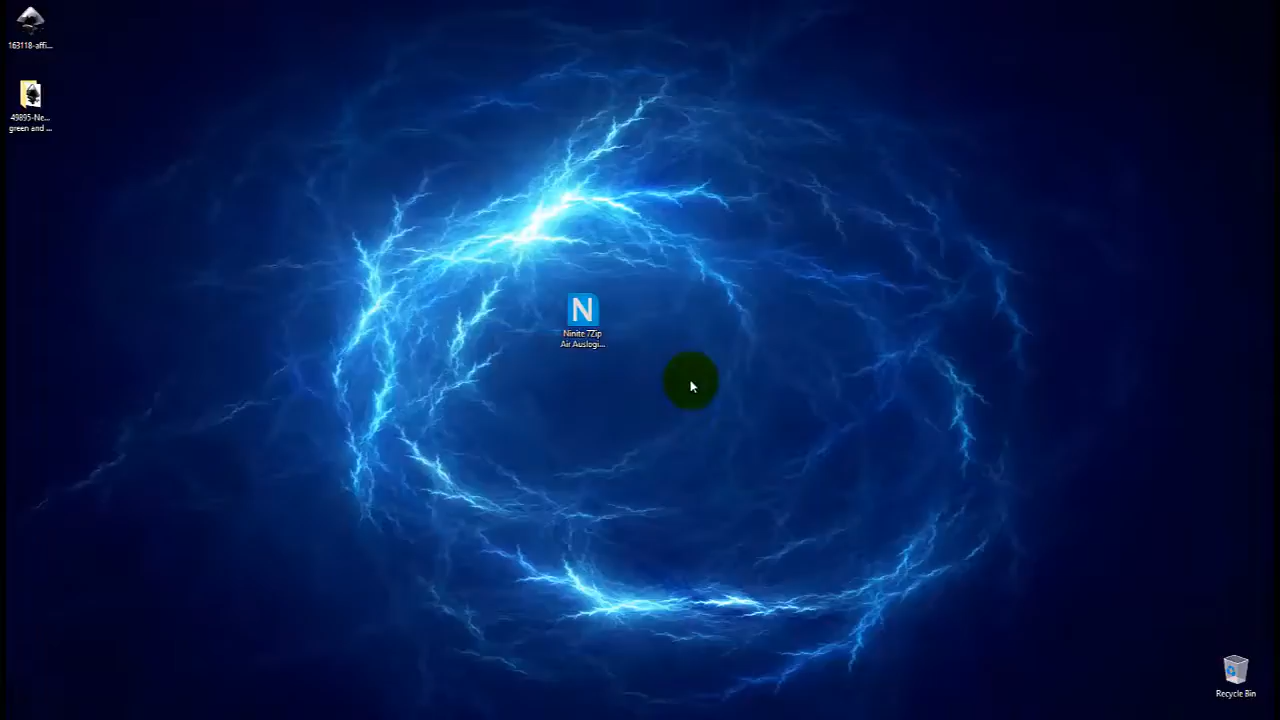 163118-affi...
49895-Ne...
green and ...
N
Ninite 7Zip
Air Auslogi...
Recycle Bin